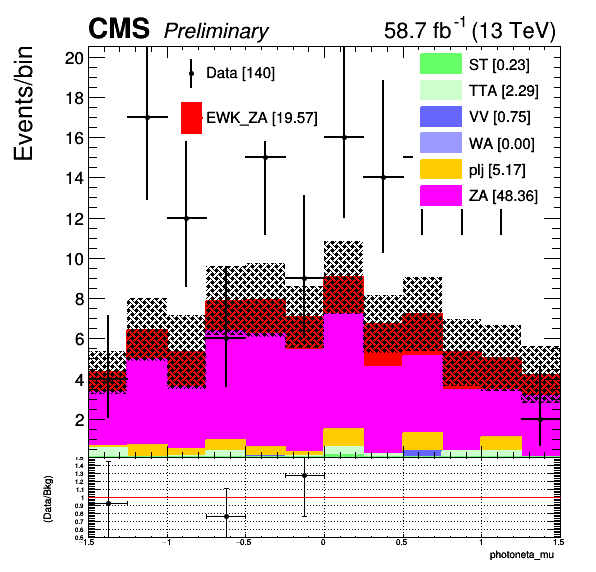 CMS Preliminary 58.7 fb⁻¹ (13 TeV)
Events/bin
20
18
16
14
12
10
8
6
4
2
Data [140]
EWK_ZA [19.57]
ST [0.23]
TTA [2.29]
VV [0.75]
WA [0.00]
plj [5.17]
ZA [48.36]
(Data/Bkg)
1.5
1.4
1.3
1.2
1.1
1
0.9
0.8
0.7
0.6
0.5
−1.5 −1 −0.5 0 0.5 1 1.5
photoneta_mu